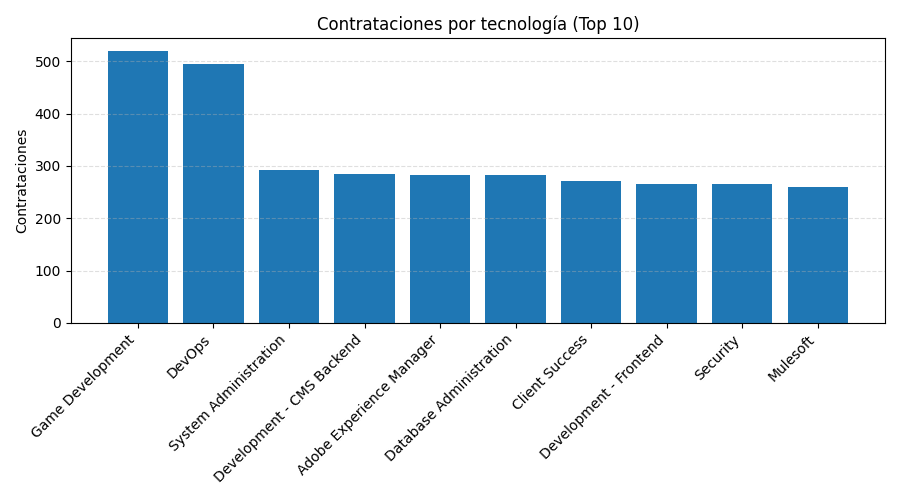 Contrataciones por tecnología (Top 10)
Contrataciones
500
400
300
200
100
0
Game Development
DevOps
System Administration
Development - CMS Backend
Adobe Experience Manager
Database Administration
Client Success
Development - Frontend
Security
Mulesoft